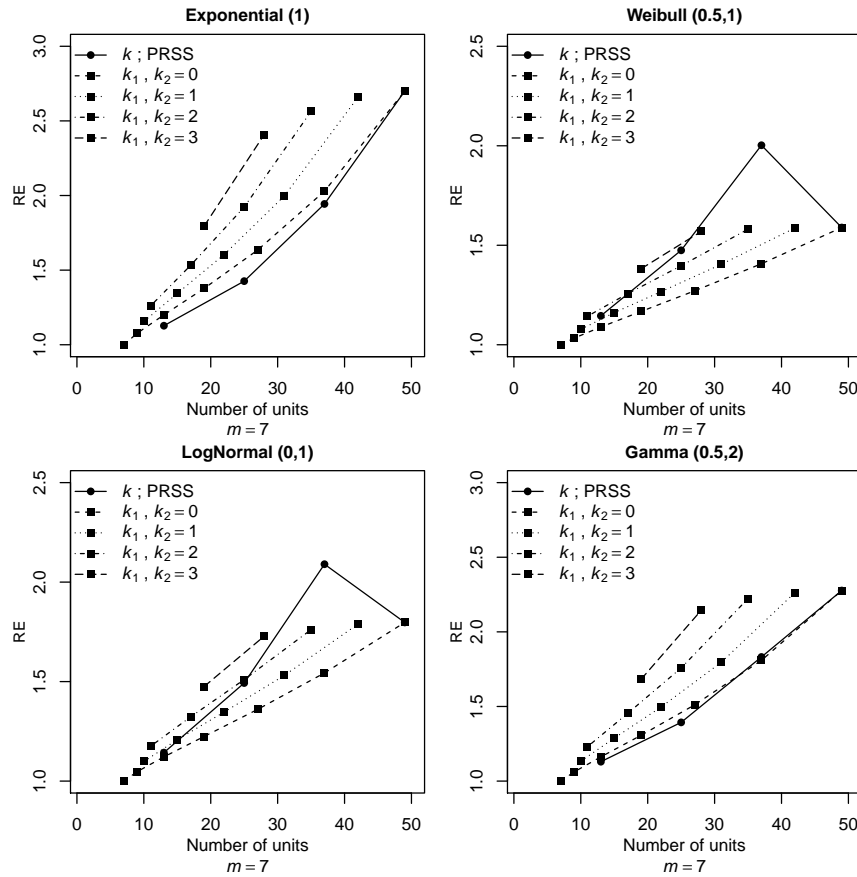 Exponential (1)
RE
3.0
2.5
2.0
1.5
1.0
k ; PRSS
k₁ , k₂ = 0
k₁ , k₂ = 1
k₁ , k₂ = 2
k₁ , k₂ = 3
0 10 20 30 40 50
Number of units
m = 7
Weibull (0.5,1)
RE
2.5
2.0
1.5
1.0
k ; PRSS
k₁ , k₂ = 0
k₁ , k₂ = 1
k₁ , k₂ = 2
k₁ , k₂ = 3
0 10 20 30 40 50
Number of units
m = 7
LogNormal (0,1)
RE
2.5
2.0
1.5
1.0
k ; PRSS
k₁ , k₂ = 0
k₁ , k₂ = 1
k₁ , k₂ = 2
k₁ , k₂ = 3
0 10 20 30 40 50
Number of units
m = 7
Gamma (0.5,2)
RE
3.0
2.5
2.0
1.5
1.0
k ; PRSS
k₁ , k₂ = 0
k₁ , k₂ = 1
k₁ , k₂ = 2
k₁ , k₂ = 3
0 10 20 30 40 50
Number of units
m = 7